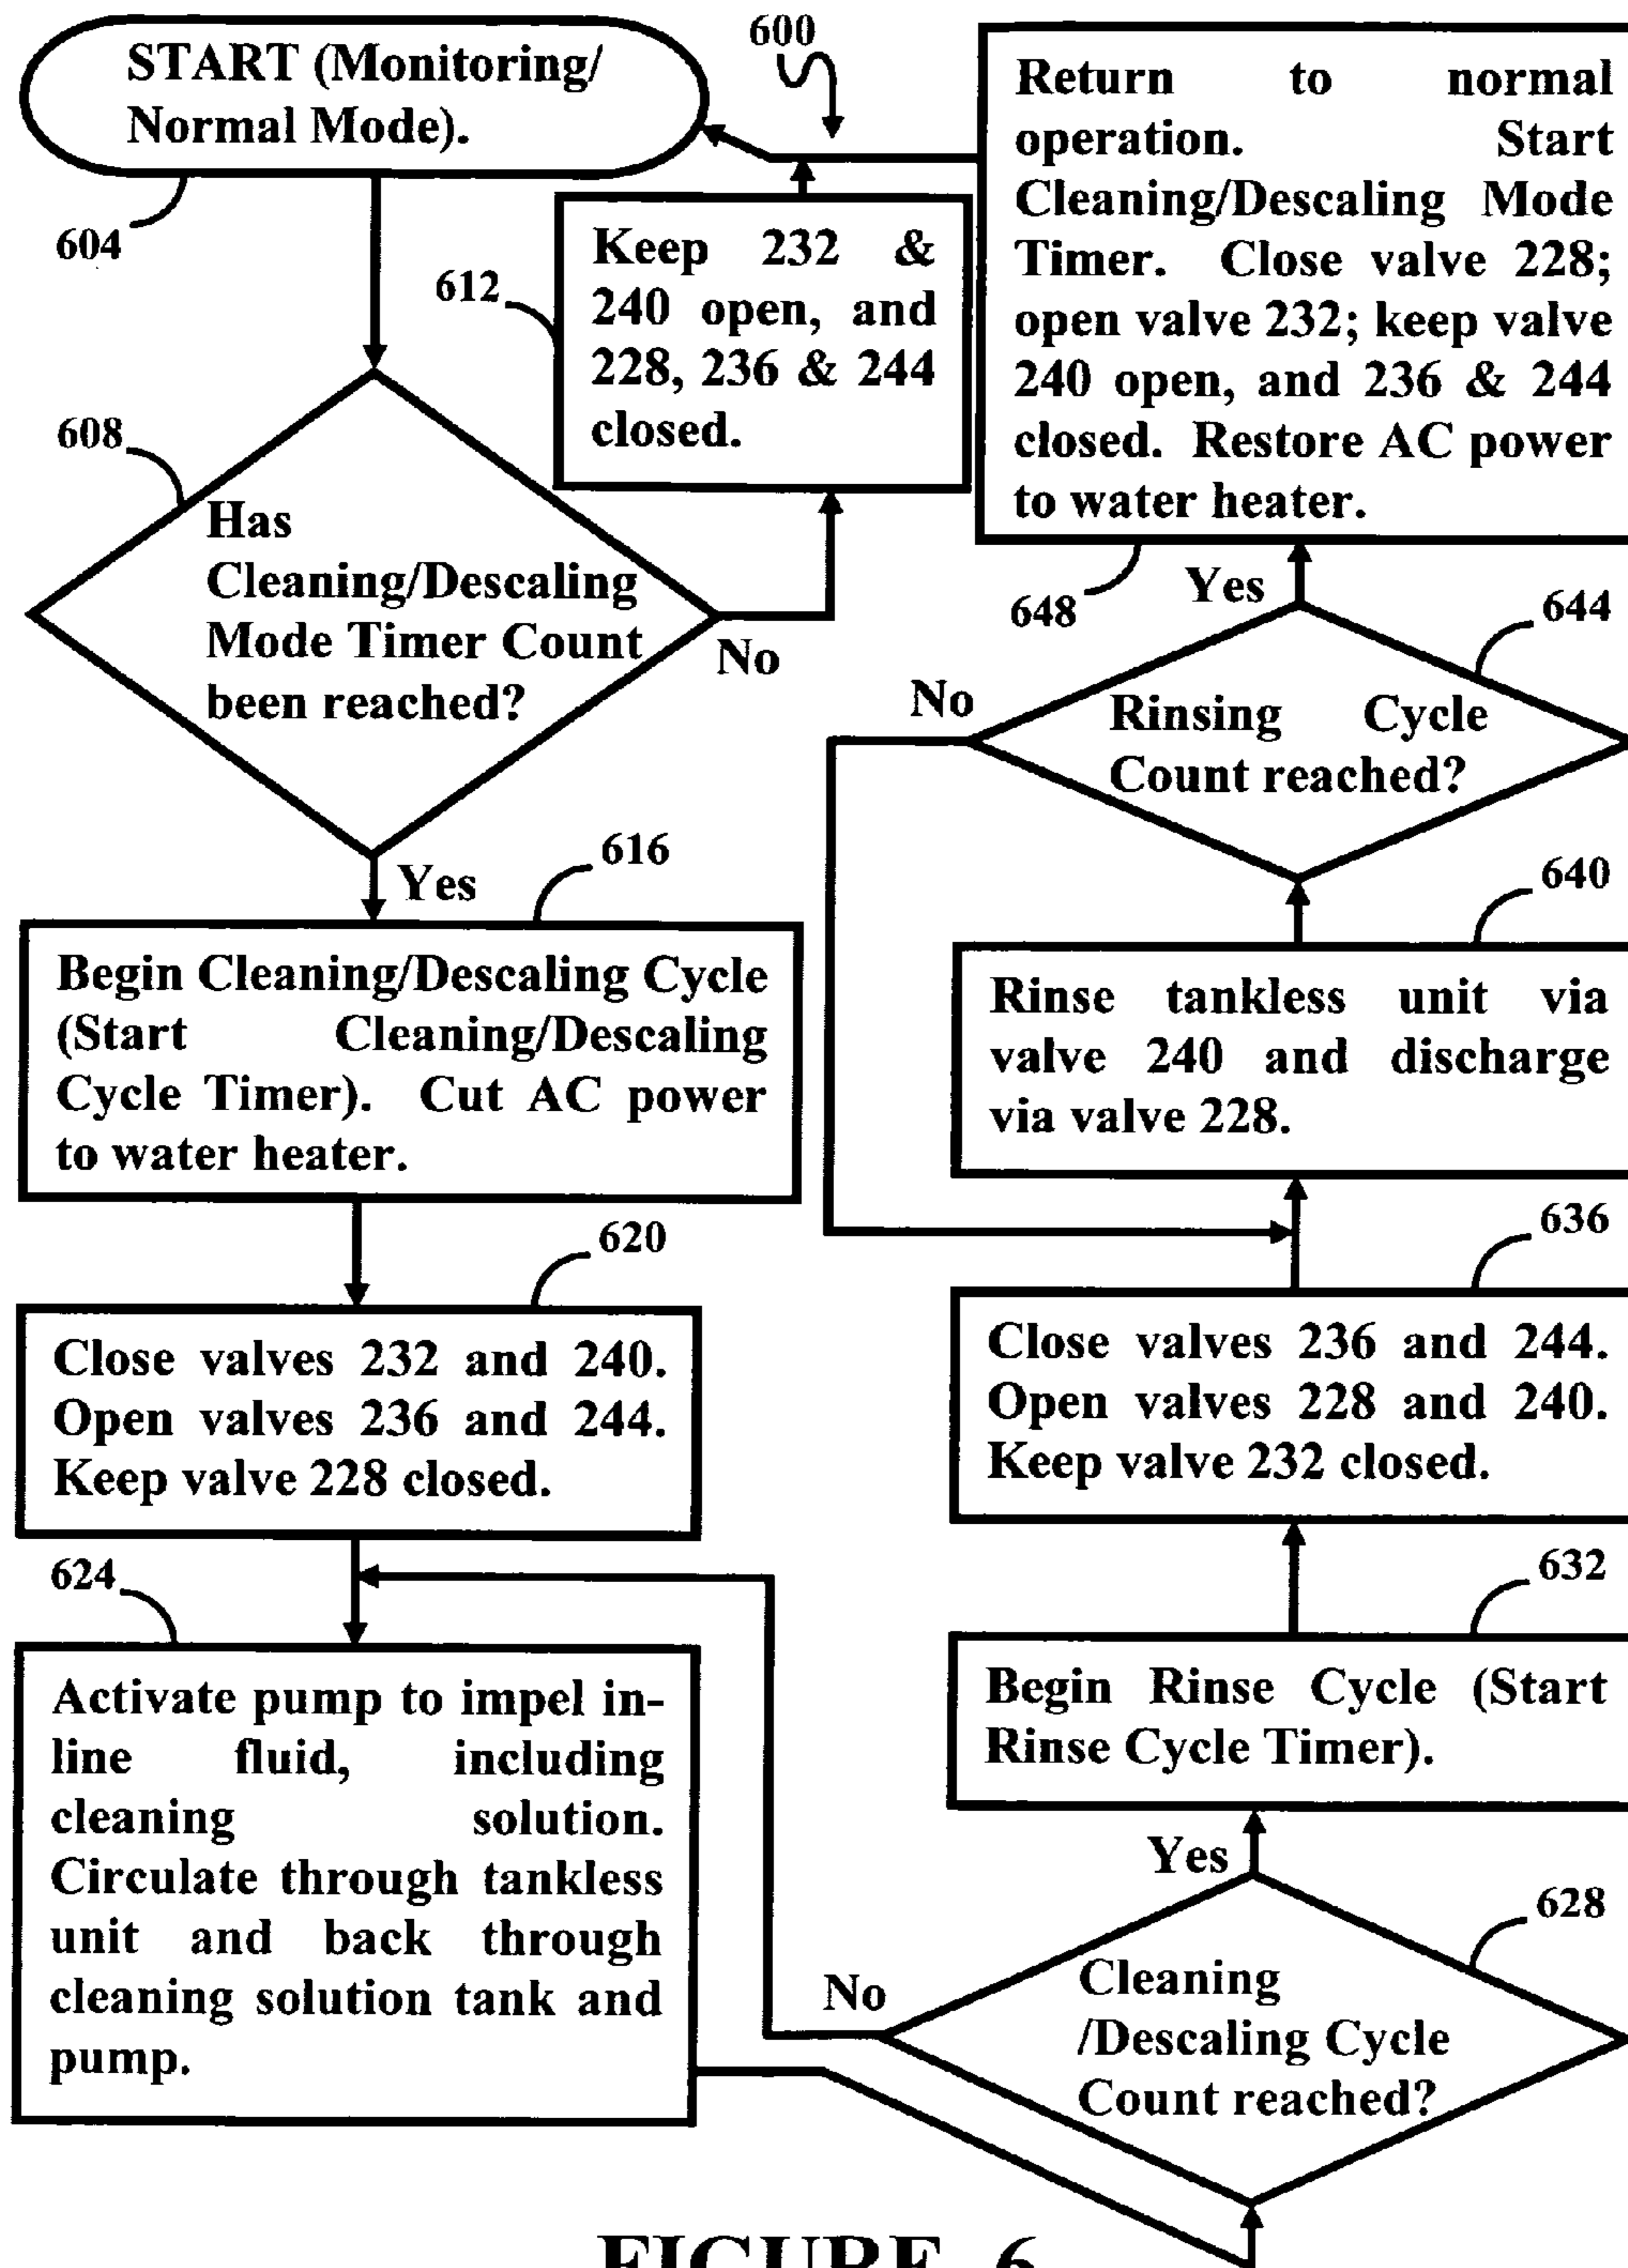 600
START (Monitoring/
Normal Mode).
604
608
Has
Cleaning/Descaling
Mode Timer Count
been reached?
No
Yes
612
Keep 232 &
240 open, and
228, 236 & 244
closed.
616
Begin Cleaning/Descaling Cycle
(Start Cleaning/Descaling
Cycle Timer). Cut AC power
to water heater.
620
Close valves 232 and 240.
Open valves 236 and 244.
Keep valve 228 closed.
624
Activate pump to impel in-
line fluid, including
cleaning solution.
Circulate through tankless
unit and back through
cleaning solution tank and
pump.
628
Cleaning
/Descaling Cycle
Count reached?
No
Yes
632
Begin Rinse Cycle (Start
Rinse Cycle Timer).
636
Close valves 236 and 244.
Open valves 228 and 240.
Keep valve 232 closed.
640
Rinse tankless unit via
valve 240 and discharge
via valve 228.
644
Rinsing Cycle
Count reached?
No
Yes
648
Return to normal
operation. Start
Cleaning/Descaling Mode
Timer. Close valve 228;
open valve 232; keep valve
240 open, and 236 & 244
closed. Restore AC power
to water heater.
FIGURE 6